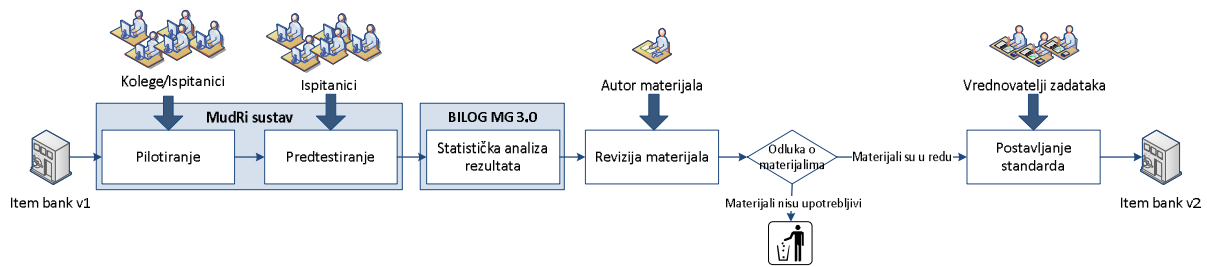 Kolege/Ispitanici
Ispitanici
Autor materijala
Vrednovatelji zadataka
MudRi sustav
BILOG MG 3.0
Pilotiranje
Predtestiranje
Statistička analiza
rezultata
Revizija materijala
Odluka o
materijalima
Materijali su u redu
Postavljanje
standarda
Materijali nisu upotrebljivi
Item bank v1
Item bank v2